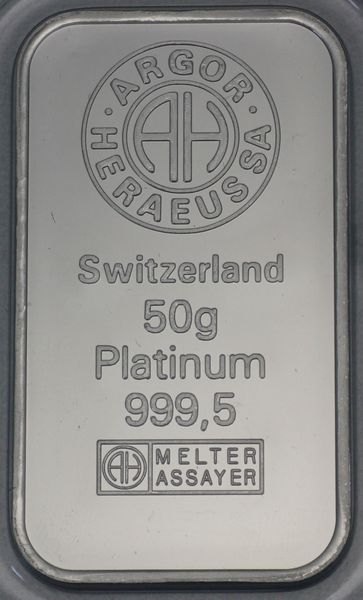 · ARGOR ·
HERAEUS SA
AH
Switzerland
50g
Platinum
999,5
AH MELTER
ASSAYER